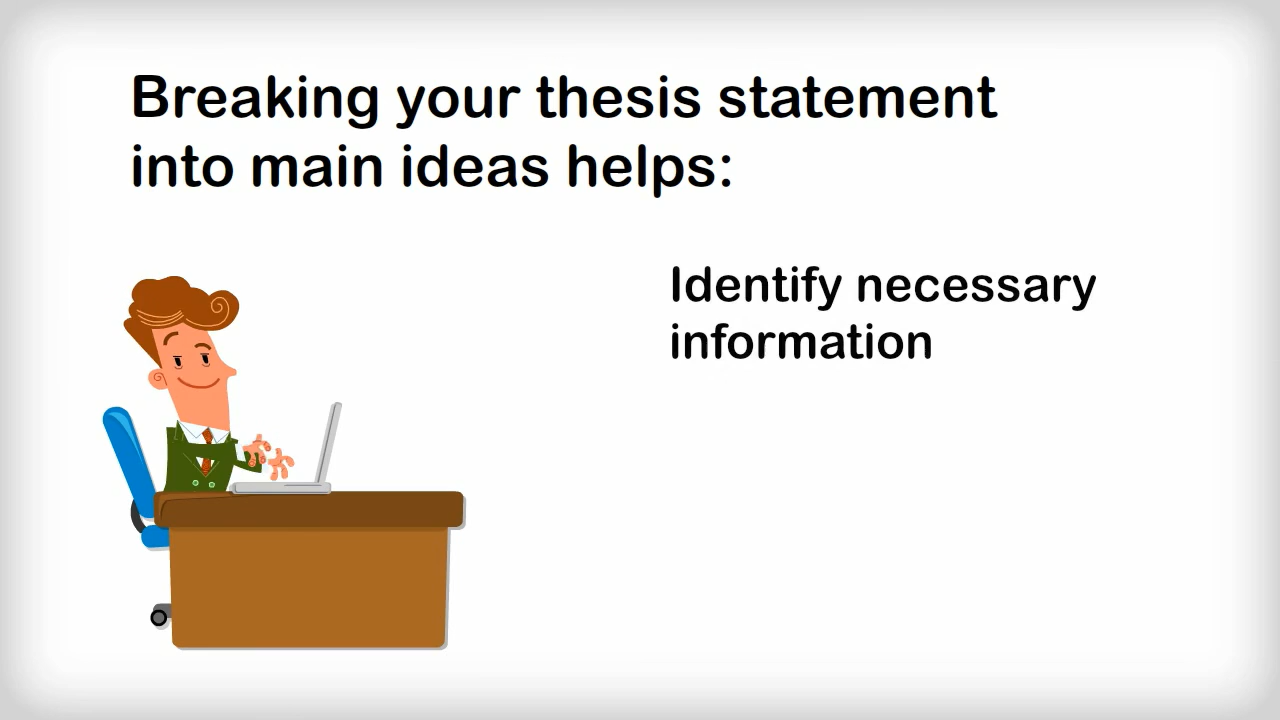 Breaking your thesis statement
into main ideas helps:
Identify necessary
information